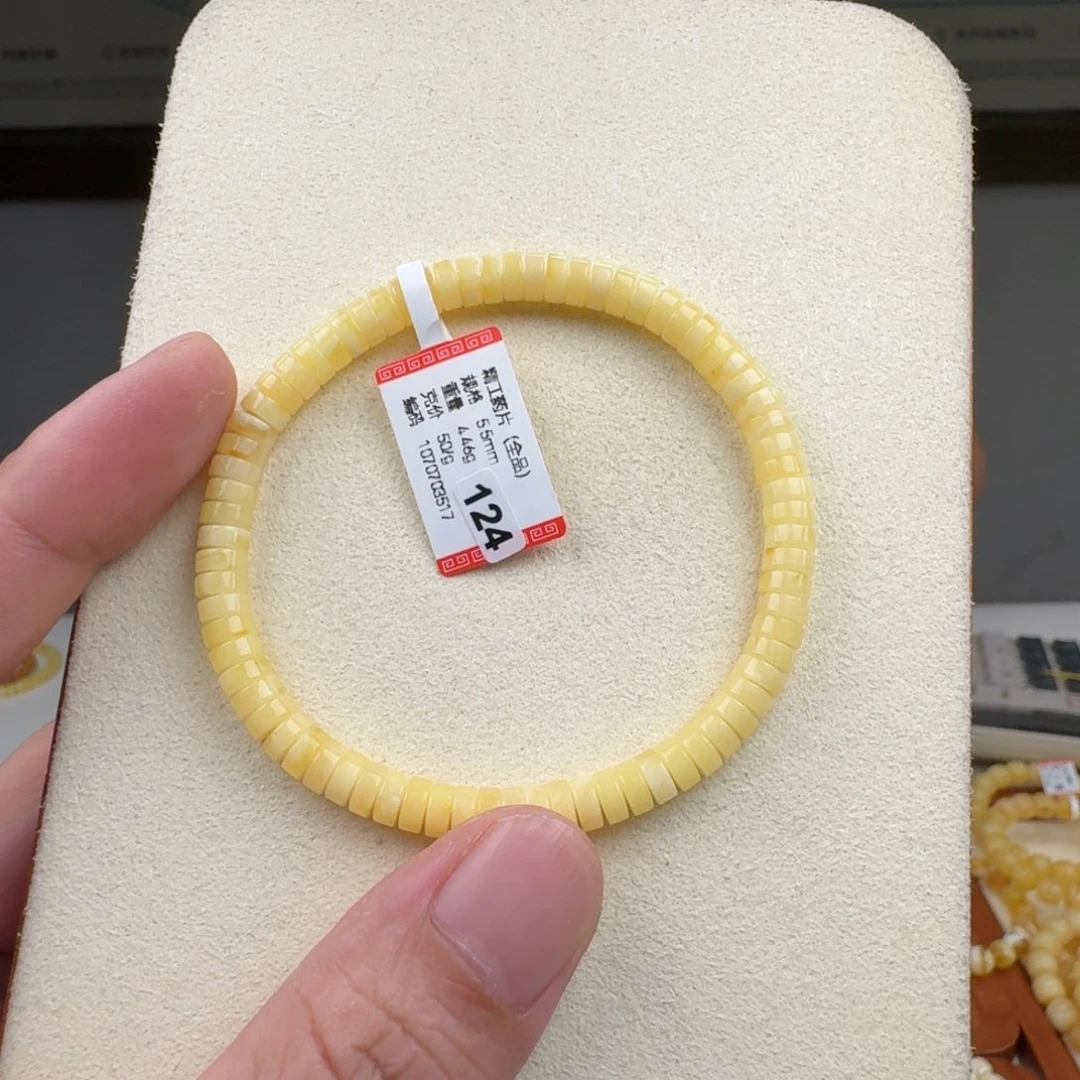 精工药片 (全品)
规格 5.5mm
重量 4.46g
克价 50/g
编码 1070703517
124